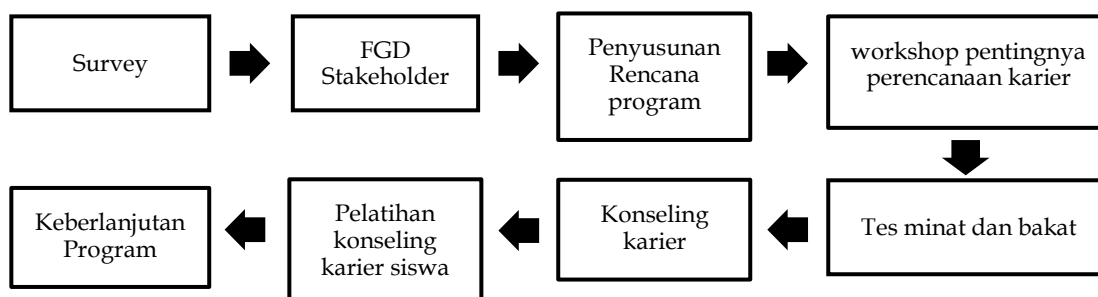 Survey
FGD
Stakeholder
Penyusunan
Rencana
program
workshop pentingnya
perencanaan karier
Tes minat dan bakat
Konseling
karier
Pelatihan
konseling
karier siswa
Keberlanjutan
Program